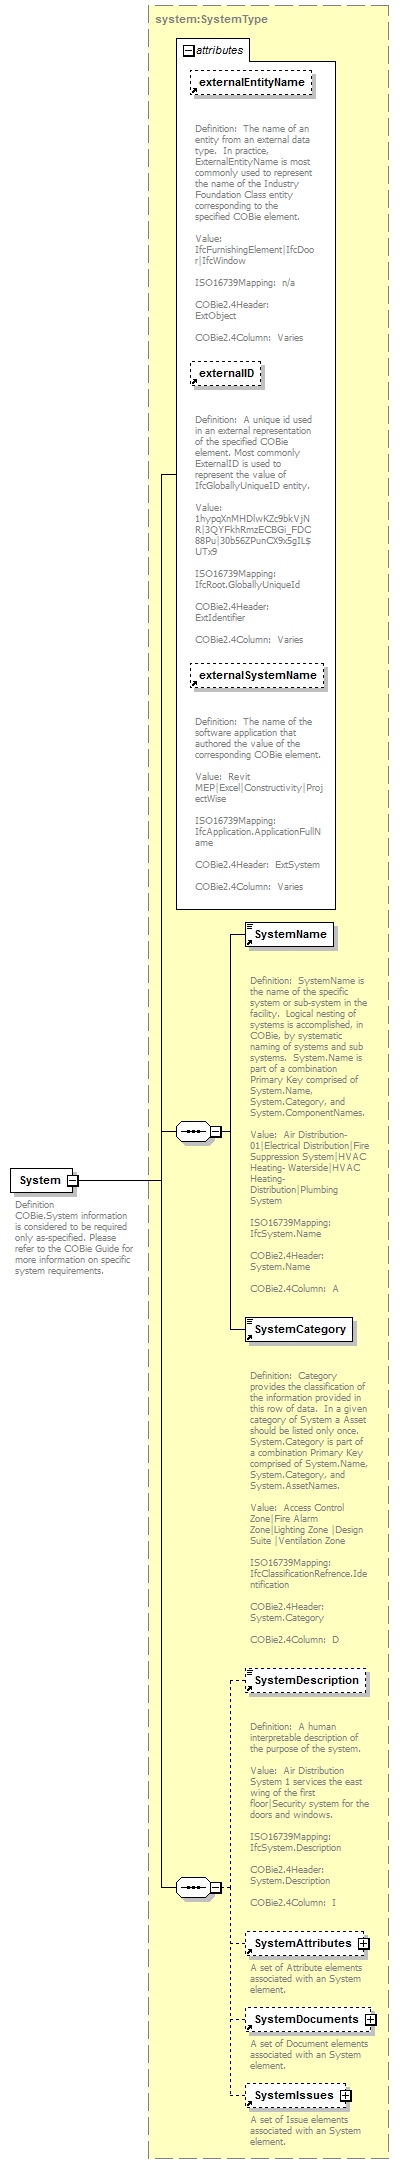 system:SystemType
attributes
externalEntityName
Definition:  The name of an
entity from an external data
type.  In practice,
ExternalEntityName is most
commonly used to represent
the name of the Industry
Foundation Class entity
corresponding to the
specified COBie element.
Value:
IfcFurnishingElement|IfcDoo
r|IfcWindow
ISO16739Mapping:  n/a
COBie2.4Header:
ExtObject
COBie2.4Column:  Varies
externalID
Definition:  A unique id used
in an external representation
of the specified COBie
element. Most commonly
ExternalID is used to
represent the value of
IfcGloballyUniqueID entity.
Value:
1hypqXnMHDlwKZc9bkVjN
R|3QYFkhRmzECBGi_FDC
88Pu|30b56ZPunCX9xSgIL$
UTx9
ISO16739Mapping:
IfcRoot.GloballyUniqueId
COBie2.4Header:
ExtIdentifier
COBie2.4Column:  Varies
externalSystemName
Definition:  The name of the
software application that
authored the value of the
corresponding COBie element.
Value:  Revit
MEP|Excel|Constructivity|Proj
ectWise
ISO16739Mapping:
IfcApplication.ApplicationFullN
ame
COBie2.4Header:  ExtSystem
COBie2.4Column:  Varies
SystemName
Definition:  SystemName is
the name of the specific
system or sub-system in the
facility.  Logical nesting of
systems is accomplished, in
COBie, by systematic
naming of systems and sub
systems.  System.Name is
part of a combination
Primary Key comprised of
System.Name,
System.Category, and
System.ComponentNames.
Value:  Air Distribution-
01|Electrical Distribution|Fire
Suppression System|HVAC
Heating- Waterside|HVAC
Heating-
Distribution|Plumbing
System
ISO16739Mapping:
IfcSystem.Name
COBie2.4Header:
System.Name
COBie2.4Column:  A
System
Definition
COBie.System information
is considered to be required
only as-specified. Please
refer to the COBie Guide for
more information on specific
system requirements.
SystemCategory
Definition:  Category
provides the classification of
the information provided in
this row of data.  In a given
category of System a Asset
should be listed only once.
System.Category is part of
a combination Primary Key
comprised of System.Name,
System.Category, and
System.AssetNames.
Value:  Access Control
Zone|Fire Alarm
Zone|Lighting Zone |Design
Suite |Ventilation Zone
ISO16739Mapping:
IfcClassificationRefrence.Ide
ntification
COBie2.4Header:
System.Category
COBie2.4Column:  D
SystemDescription
Definition:  A human
interpretable description of
the purpose of the system.
Value:  Air Distribution
System 1 services the east
wing of the first
floor|Security system for the
doors and windows.
ISO16739Mapping:
IfcSystem.Description
COBie2.4Header:
System.Description
COBie2.4Column:  I
SystemAttributes
A set of Attribute elements
associated with an System
element.
SystemDocuments
A set of Document elements
associated with an System
element.
SystemIssues
A set of Issue elements
associated with an System
element.